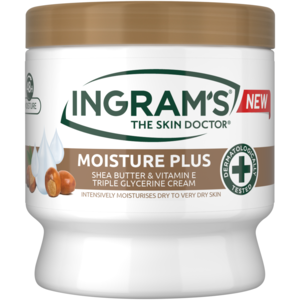 INGRAM'S®
NEW
THE SKIN DOCTOR®
MOISTURE PLUS
SHEA BUTTER & VITAMIN E
TRIPLE GLYCERINE CREAM
INTENSIVELY MOISTURISES DRY TO VERY DRY SKIN
DERMATOLOGICALLY
TESTED